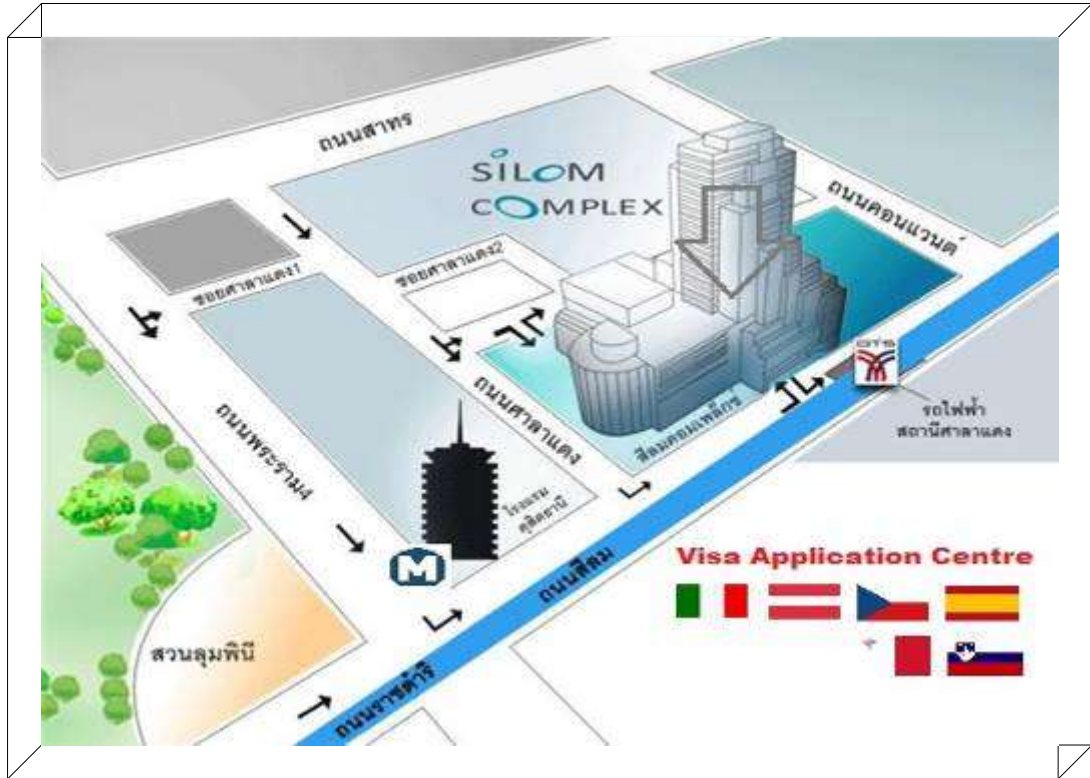 ถนนสาทร
SILOM
COMPLEX
ถนนคอนแวนต์
ซอยศาลาแดง2
ซอยศาลาแดง1
BTS
รถไฟฟ้า
สถานีศาลาแดง
สีลมคอมเพล็กซ์
ถนนศาลาแดง
ถนนพระราม4
โรงแรม
ดุสิตธานี
M
ถนนสีลม
Visa Application Centre
สวนลุมพินี
ถนนราชดำริ